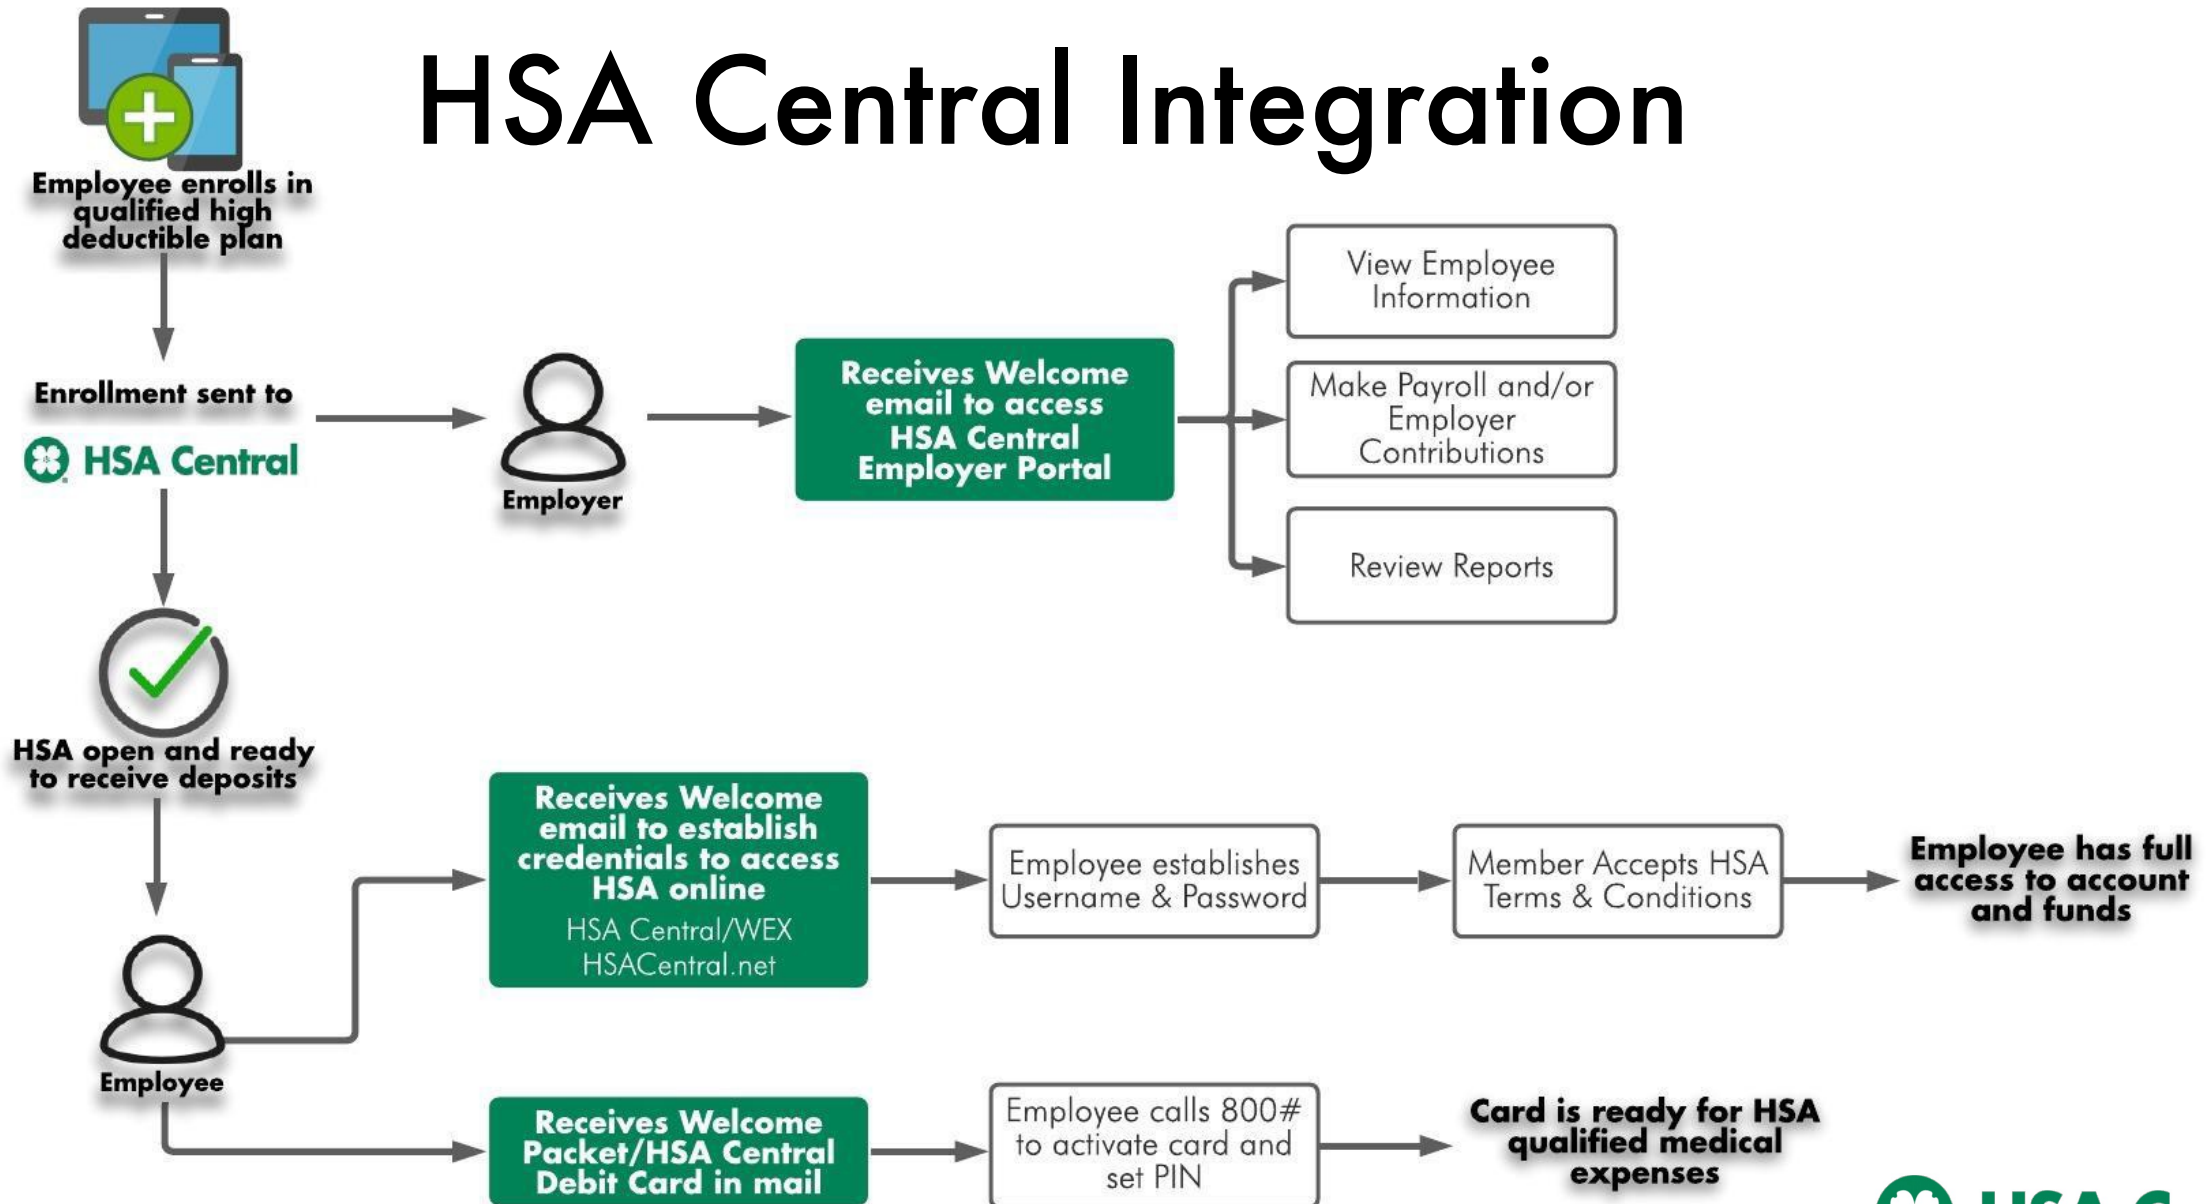 HSA Central Integration
Employee enrolls in
qualified high
deductible plan
Enrollment sent to
HSA Central
Employer
Receives Welcome
email to access
HSA Central
Employer Portal
View Employee
Information
Make Payroll and/or
Employer
Contributions
Review Reports
HSA open and ready
to receive deposits
Employee
Receives Welcome
email to establish
credentials to access
HSA online
HSA Central/WEX
HSACentral.net
Employee establishes
Username & Password
Member Accepts HSA
Terms & Conditions
Employee has full
access to account
and funds
Receives Welcome
Packet/HSA Central
Debit Card in mail
Employee calls 800#
to activate card and
set PIN
Card is ready for HSA
qualified medical
expenses